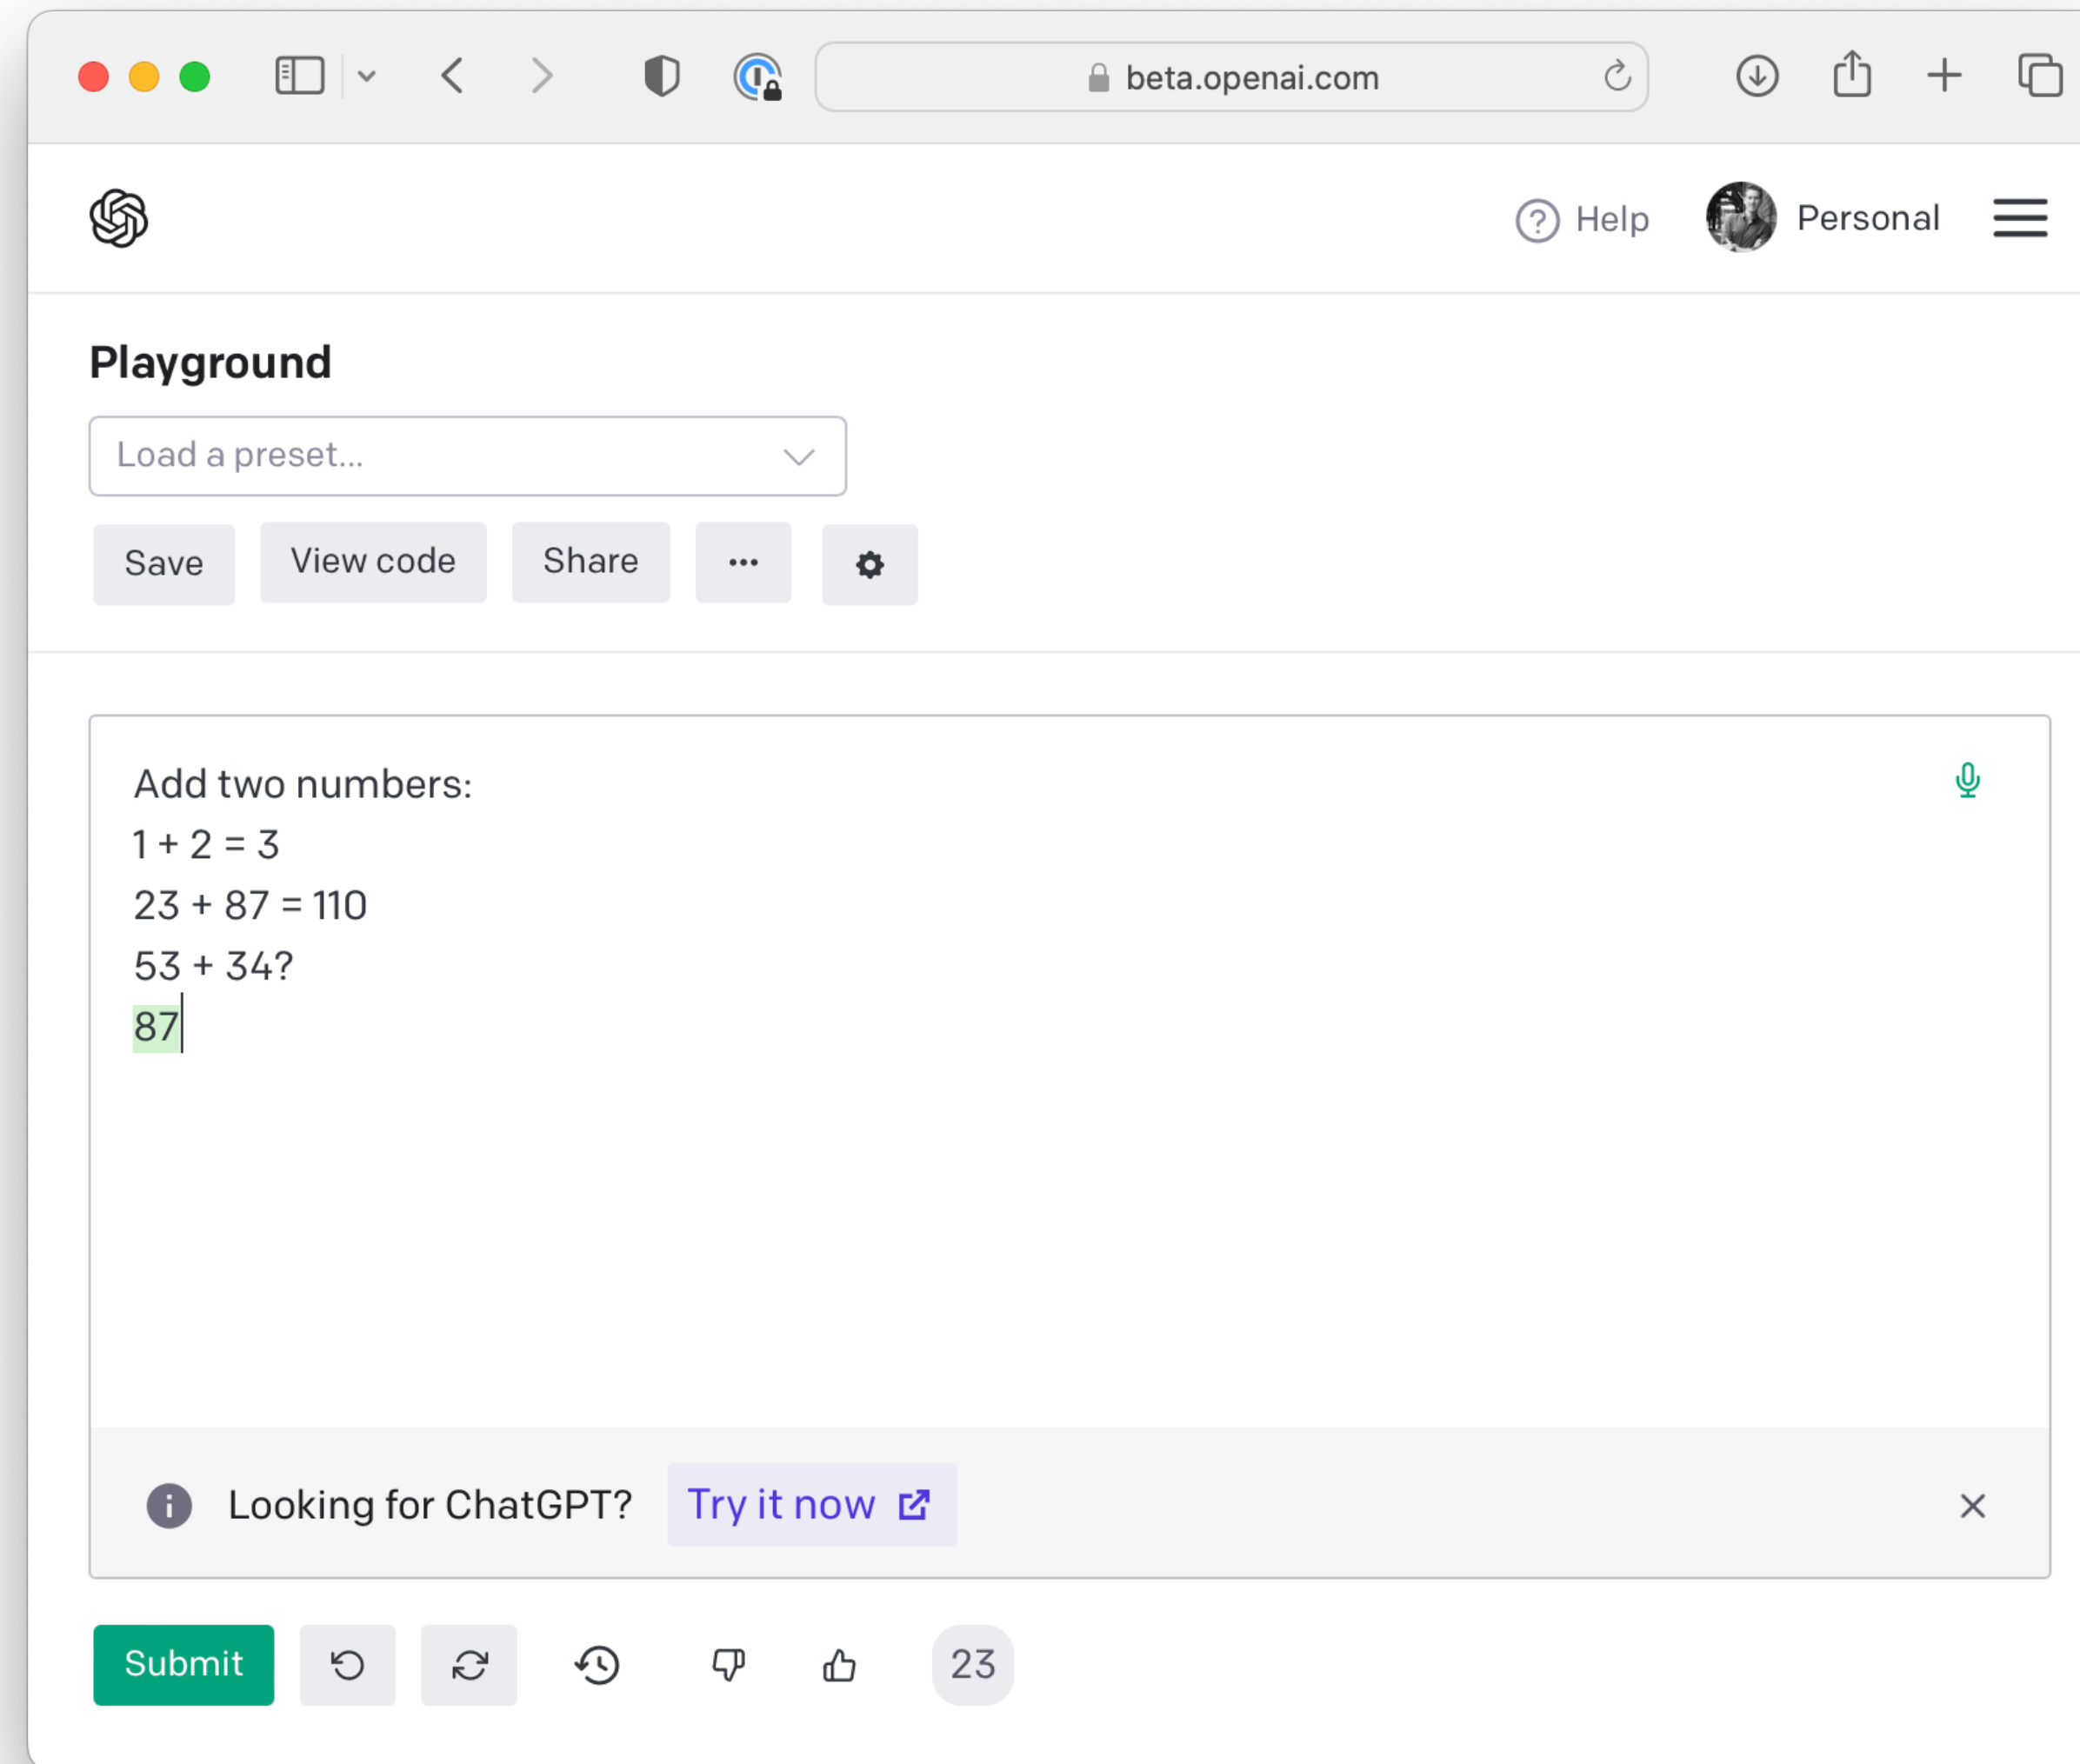 beta.openai.com
Help Personal
Playground
Load a preset...
Save View code Share ...
Add two numbers:
1 + 2 = 3
23 + 87 = 110
53 + 34?
87
Looking for ChatGPT? Try it now
Submit 23